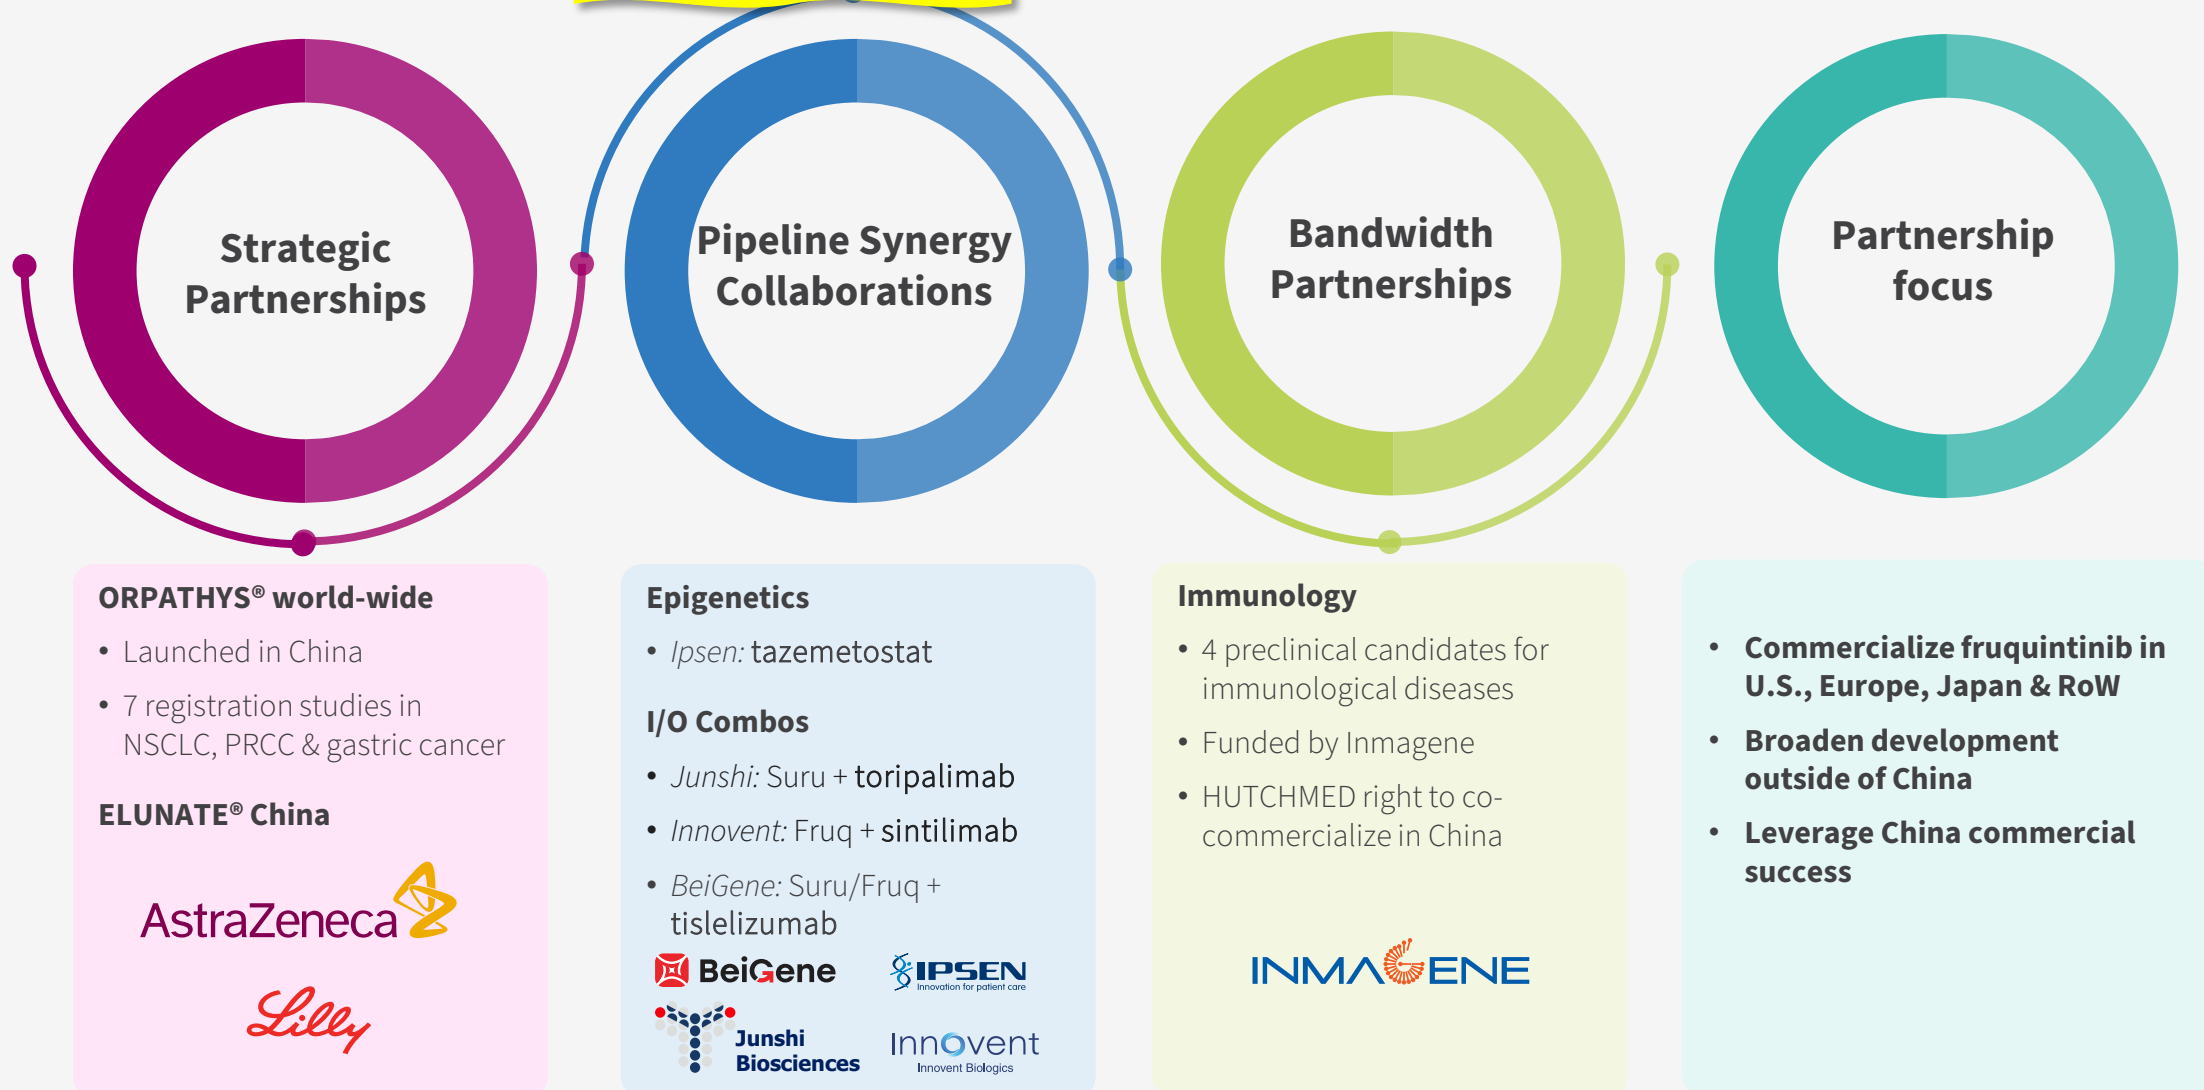 Strategic
Partnerships
Pipeline Synergy
Collaborations
Bandwidth
Partnerships
Partnership
focus
ORPATHYS® world-wide
• Launched in China
• 7 registration studies in
NSCLC, PRCC & gastric cancer
ELUNATE® China
AstraZeneca
Lilly
Epigenetics
• Ipsen: tazemetostat
I/O Combos
• Junshi: Suru + toripalimab
• Innovent: Fruq + sintilimab
• BeiGene: Suru/Fruq +
tislelizumab
BeiGene
IPSEN
Innovation for patient care
Junshi
Biosciences
Innovent
Innovent Biologics
Immunology
• 4 preclinical candidates for
immunological diseases
• Funded by Inmagene
• HUTCHMED right to co-
commercialize in China
INMAGENE
• Commercialize fruquintinib in
U.S., Europe, Japan & RoW
• Broaden development
outside of China
• Leverage China commercial
success